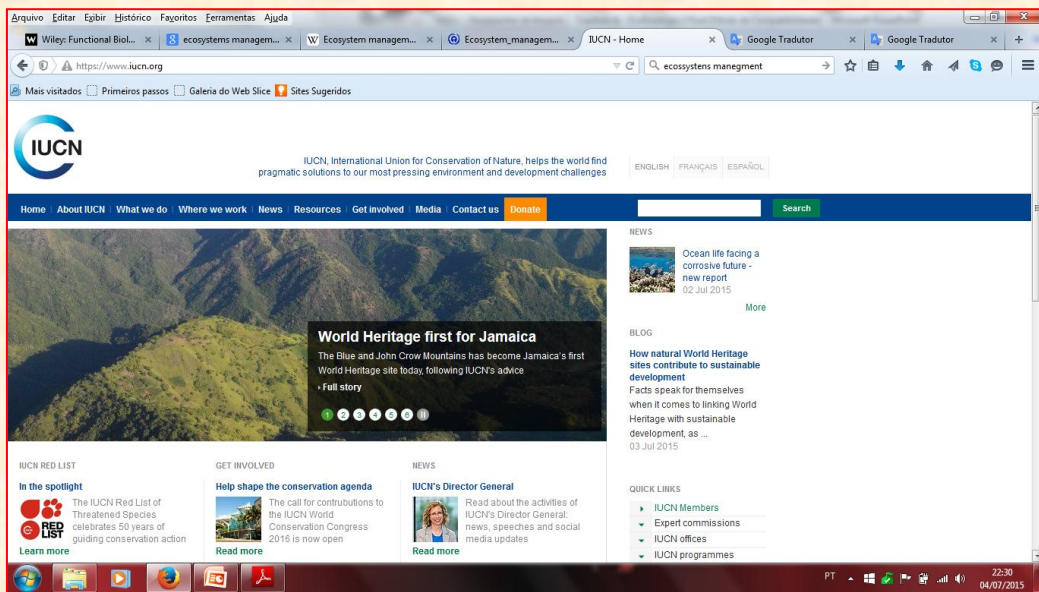 Arquivo Editar Exibir Histórico Favoritos Ferramentas Ajuda
Wiley: Functional Biol... ecosystems managem... Ecosystem managem... Ecosystem_managem... IUCN - Home Google Tradutor Google Tradutor
https://www.iucn.org ecossystens manegment
Mais visitados Primeiros passos Galeria do Web Slice Sites Sugeridos
IUCN
IUCN, International Union for Conservation of Nature, helps the world find
pragmatic solutions to our most pressing environment and development challenges
ENGLISH FRANÇAIS ESPAÑOL
Home About IUCN What we do Where we work News Resources Get involved Media Contact us Donate Search
World Heritage first for Jamaica
The Blue and John Crow Mountains has become Jamaica's first
World Heritage site today, following IUCN's advice
Full story
1 2 3 4 5 6
NEWS
Ocean life facing a
corrosive future -
new report
02 Jul 2015
More
BLOG
How natural World Heritage
sites contribute to sustainable
development
Facts speak for themselves
when it comes to linking World
Heritage with sustainable
development, as ...
03 Jul 2015
IUCN RED LIST
In the spotlight
RED
LIST
The IUCN Red List of
Threatened Species
celebrates 50 years of
guiding conservation action
Learn more
GET INVOLVED
Help shape the conservation agenda
The call for contrubutions to
the IUCN World
Conservation Congress
2016 is now open
Read more
NEWS
IUCN's Director General
Read about the activities of
IUCN's Director General:
news, speeches and social
media updates
Read more
QUICK LINKS
IUCN Members
Expert commissions
IUCN offices
IUCN programmes
PT 22:30
04/07/2015